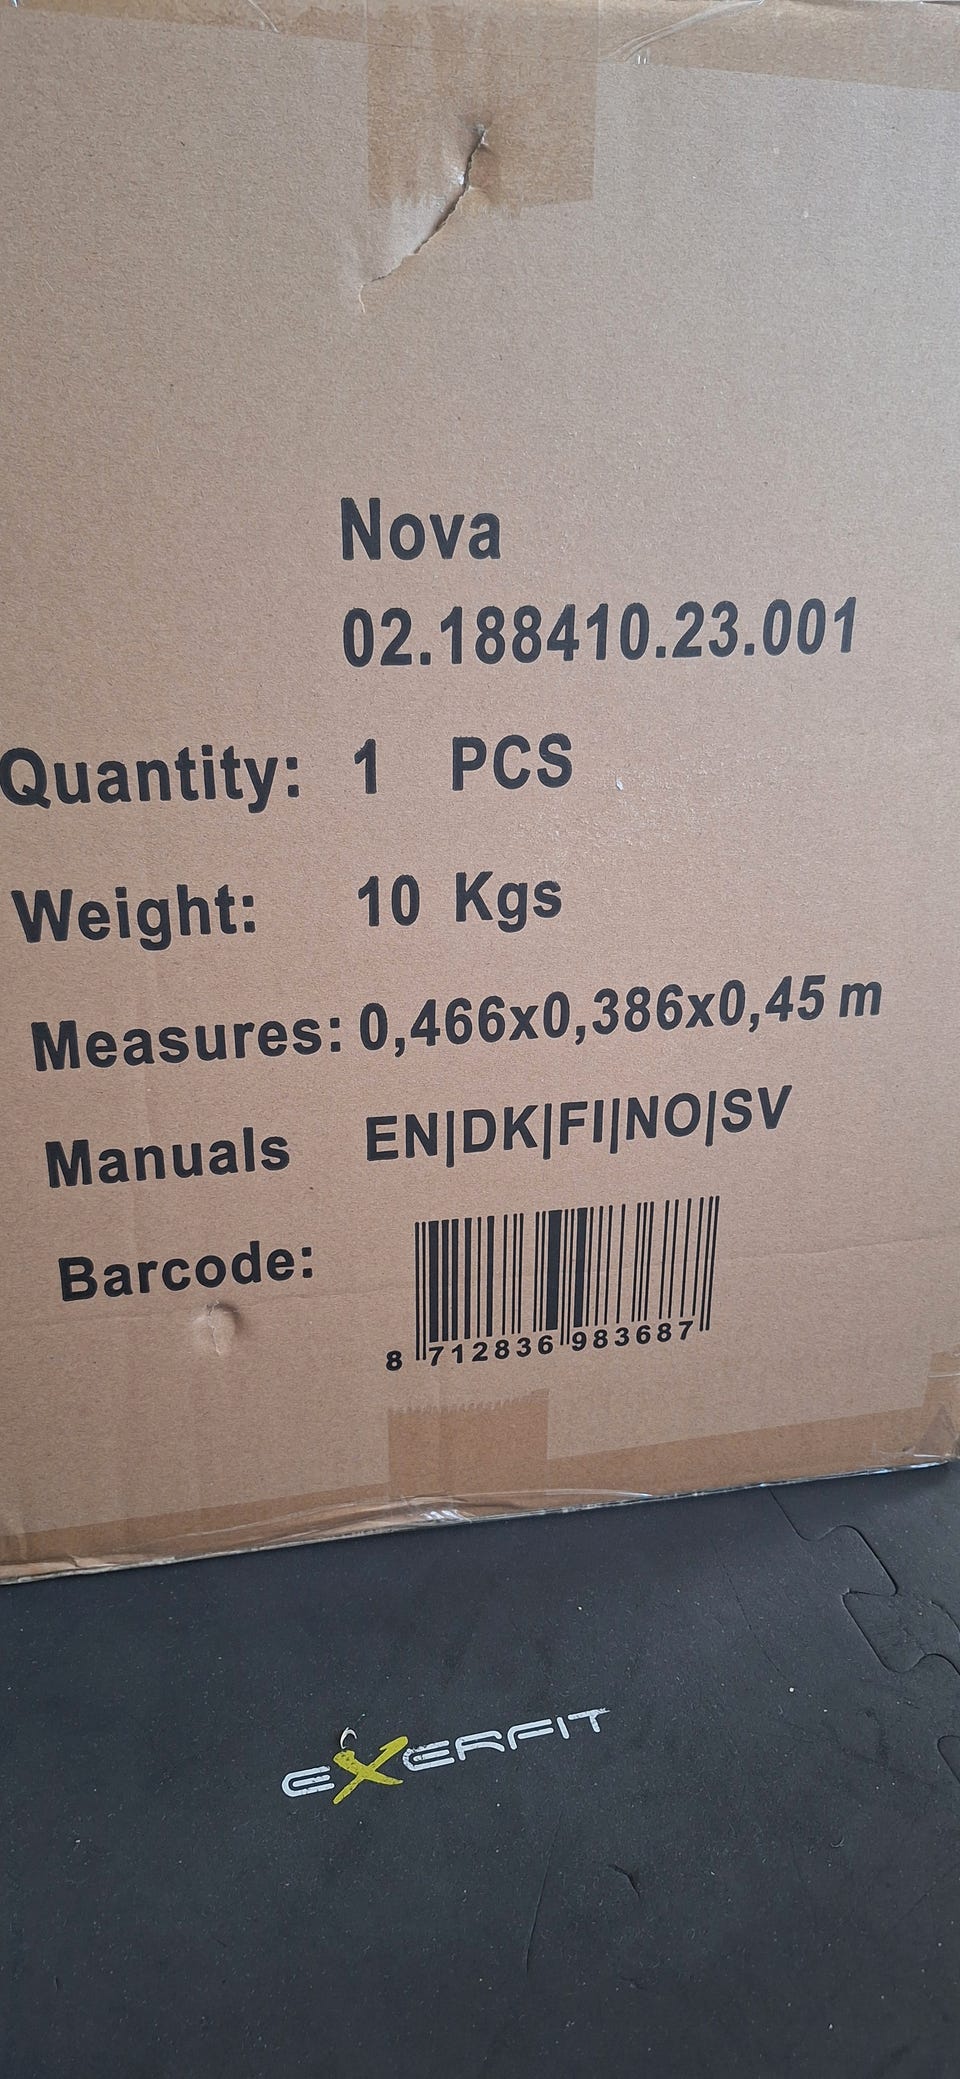 Nova
02.188410.23.001
Quantity: 1 PCS
Weight: 10 Kgs
Measures: 0,466x0,386x0,45 m
Manuals EN|DK|FI|NO|SV
Barcode:
8 712836 983687
EXERFIT